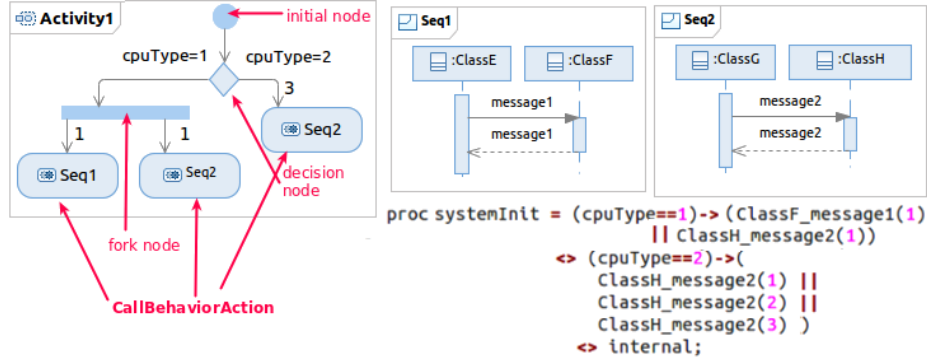 Activity1
initial node
cpuType=1
cpuType=2
3
1
1
Seq2
Seq1
Seq2
decision
node
fork node
CallBehaviorAction
Seq1
:ClassE
:ClassF
message1
message1
Seq2
:ClassG
:ClassH
message2
message2
proc systemInit = (cpuType==1)-> (ClassF_message1(1)
|| ClassH_message2(1))
<> (cpuType==2)->(
ClassH_message2(1) ||
ClassH_message2(2) ||
ClassH_message2(3) )
<> internal;